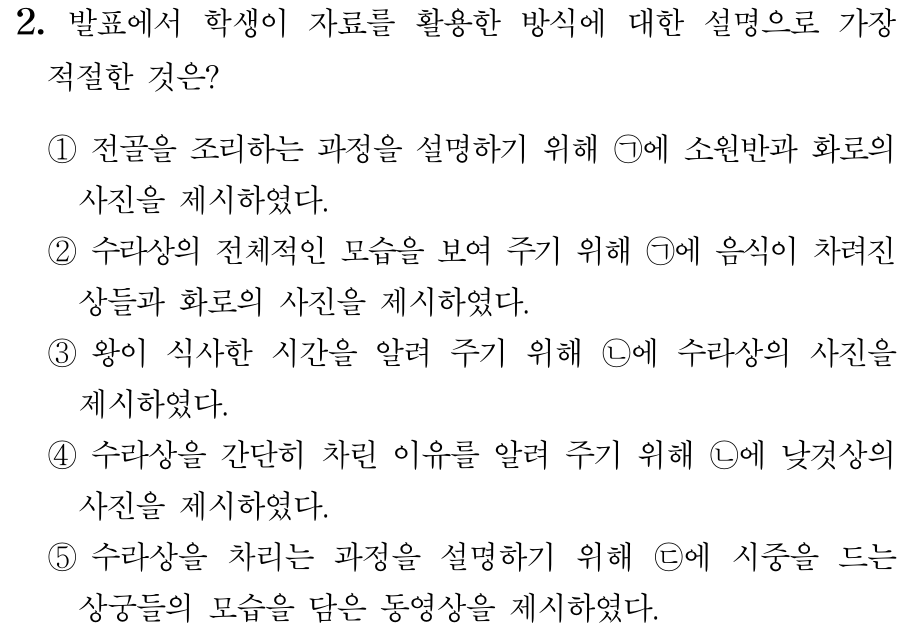 2. 발표에서 학생이 자료를 활용한 방식에 대한 설명으로 가장
적절한 것은?
① 전골을 조리하는 과정을 설명하기 위해 ㉠에 소원반과 화로의
사진을 제시하였다.
② 수라상의 전체적인 모습을 보여 주기 위해 ㉠에 음식이 차려진
상들과 화로의 사진을 제시하였다.
③ 왕이 식사한 시간을 알려 주기 위해 ㉡에 수라상의 사진을
제시하였다.
④ 수라상을 간단히 차린 이유를 알려 주기 위해 ㉡에 낮것상의
사진을 제시하였다.
⑤ 수라상을 차리는 과정을 설명하기 위해 ㉢에 시중을 드는
상궁들의 모습을 담은 동영상을 제시하였다.